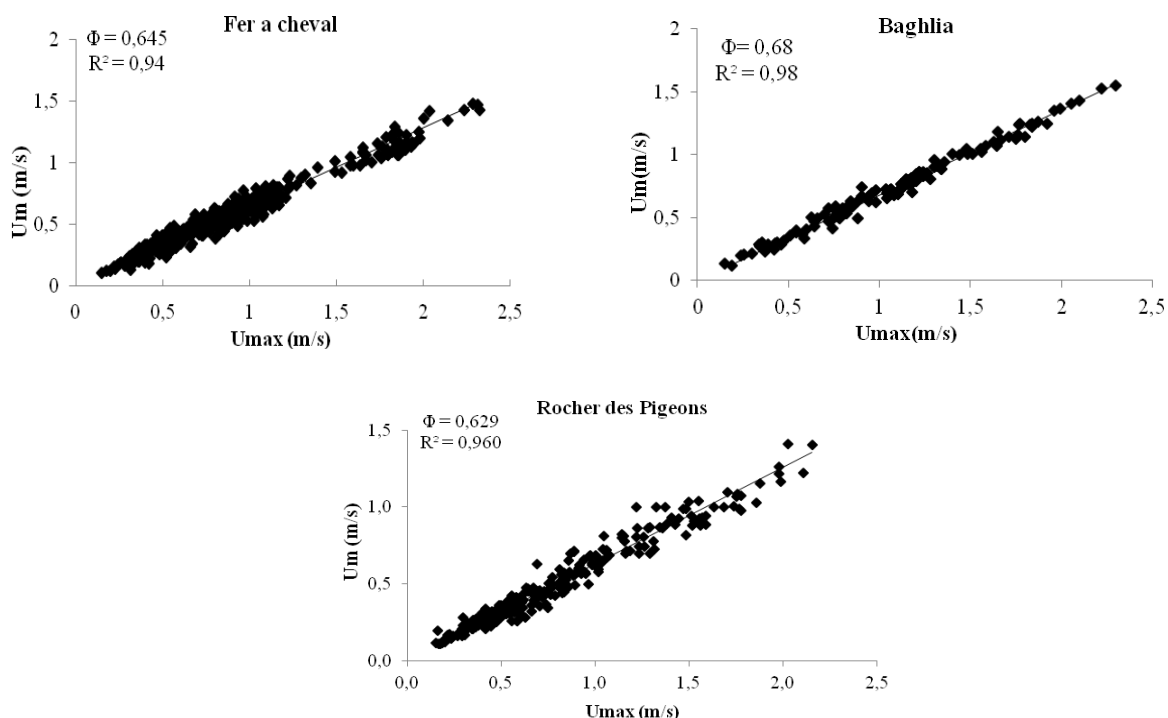 Fer a cheval
Φ = 0,645
R² = 0,94
2
1,5
1
0,5
0
0 0,5 1 1,5 2 2,5
Um (m/s)
Umax (m/s)
Baghlia
Φ= 0,68
R² = 0,98
2
1,5
1
0,5
0
0 0,5 1 1,5 2 2,5
Um(m/s)
Umax(m/s)
Rocher des Pigeons
Φ = 0,629
R² = 0,960
1,5
1,0
0,5
0,0
0,0 0,5 1,0 1,5 2,0 2,5
Um (m/s)
Umax (m/s)